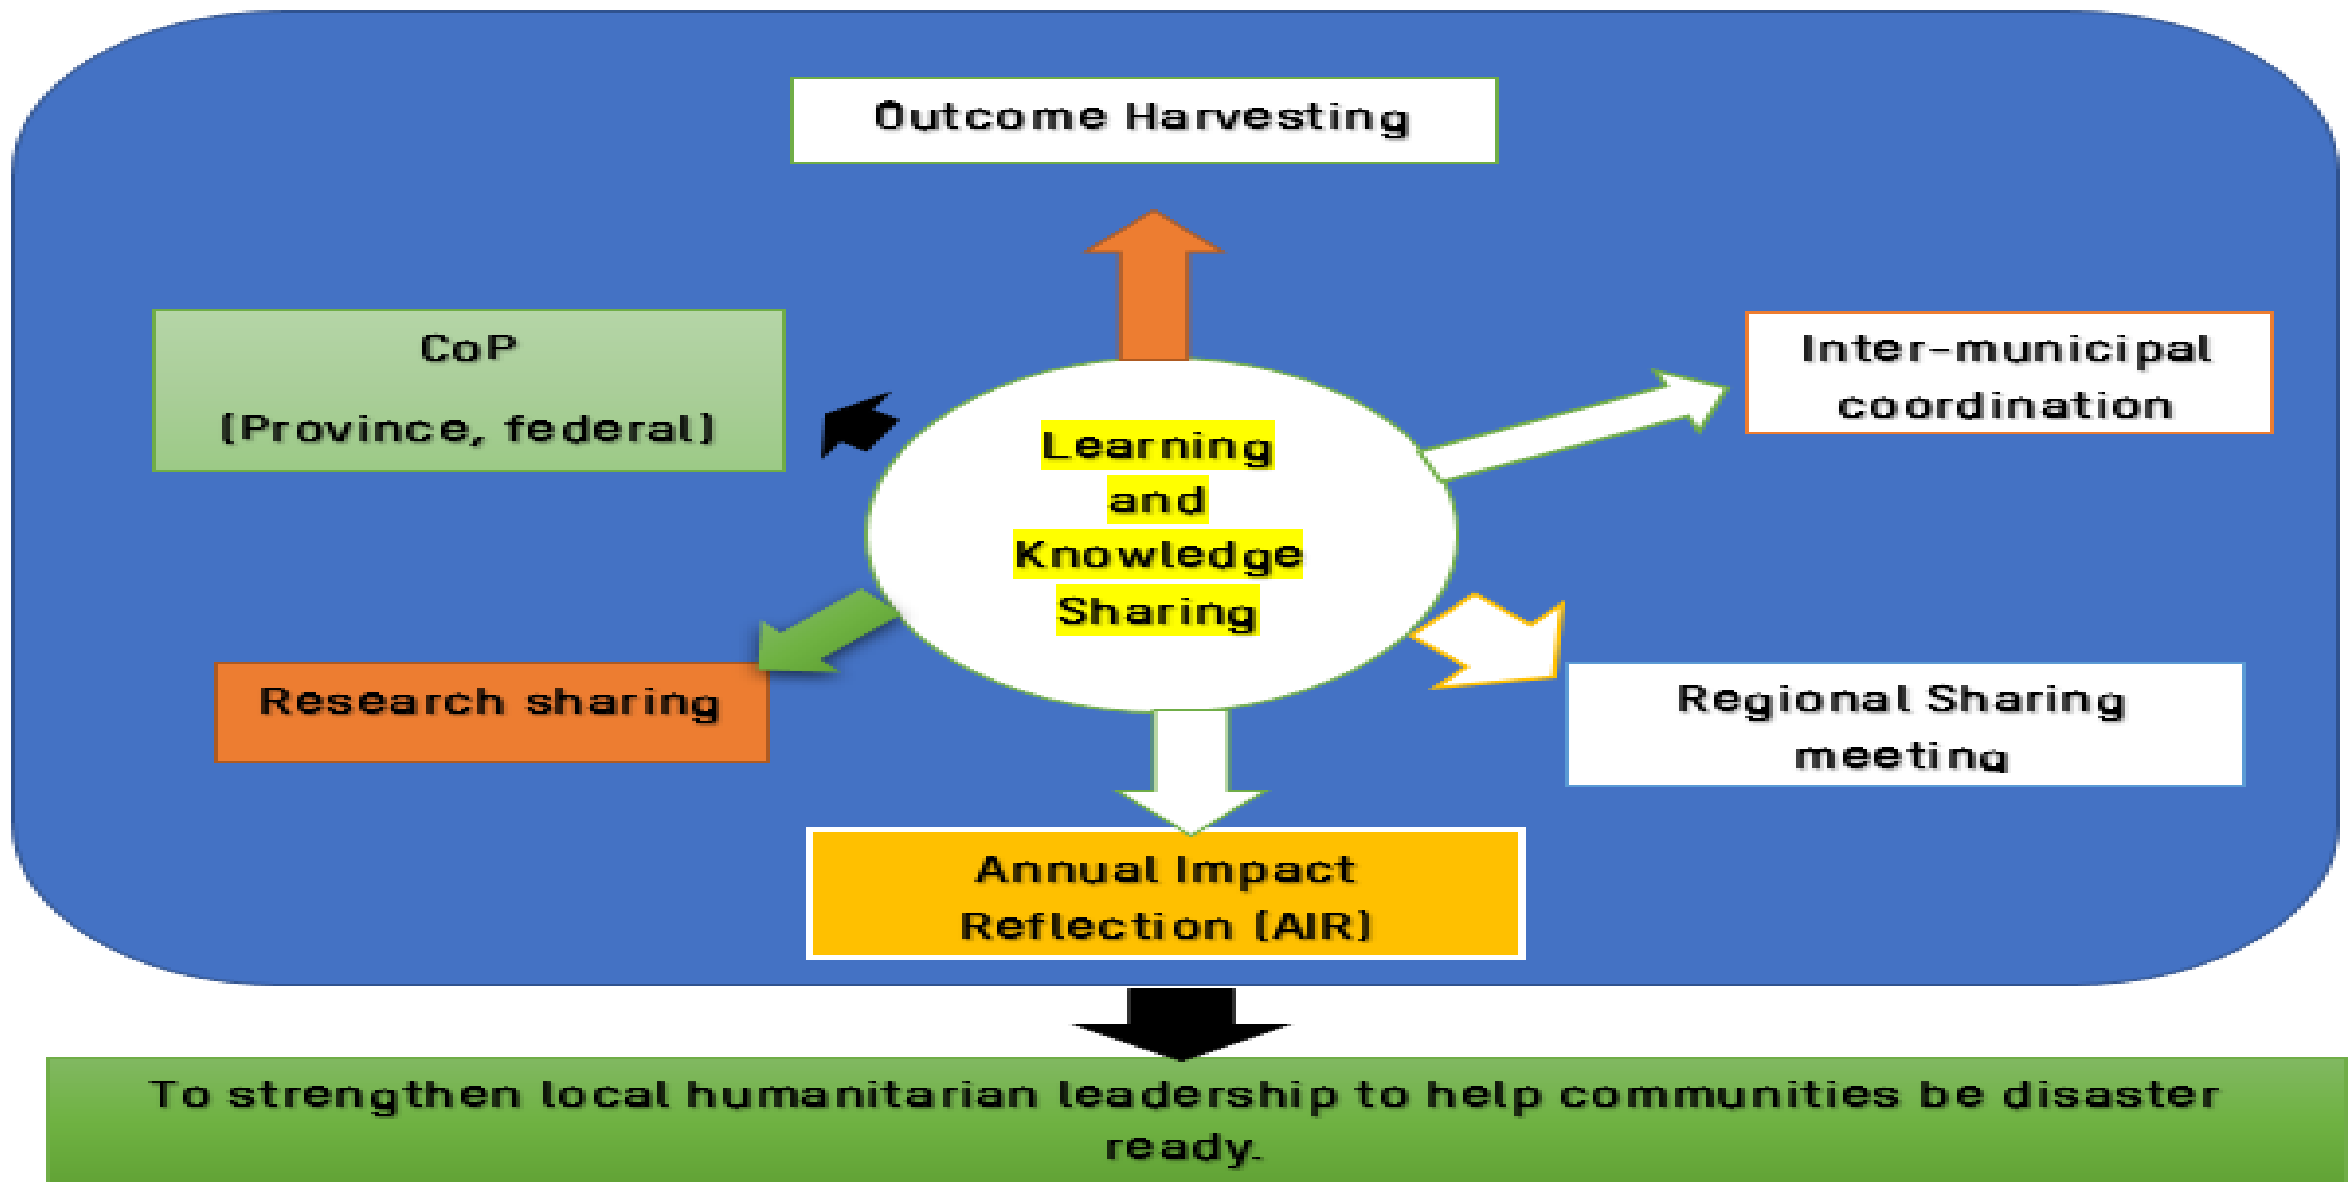 Outcome Harvesting
CoP
(Province, federal)
Inter-municipal
coordination
Learning
and
Knowledge
Sharing
Research sharing
Regional Sharing
meeting
Annual Impact
Reflection (AIR)
To strengthen local humanitarian leadership to help communities be disaster
ready.